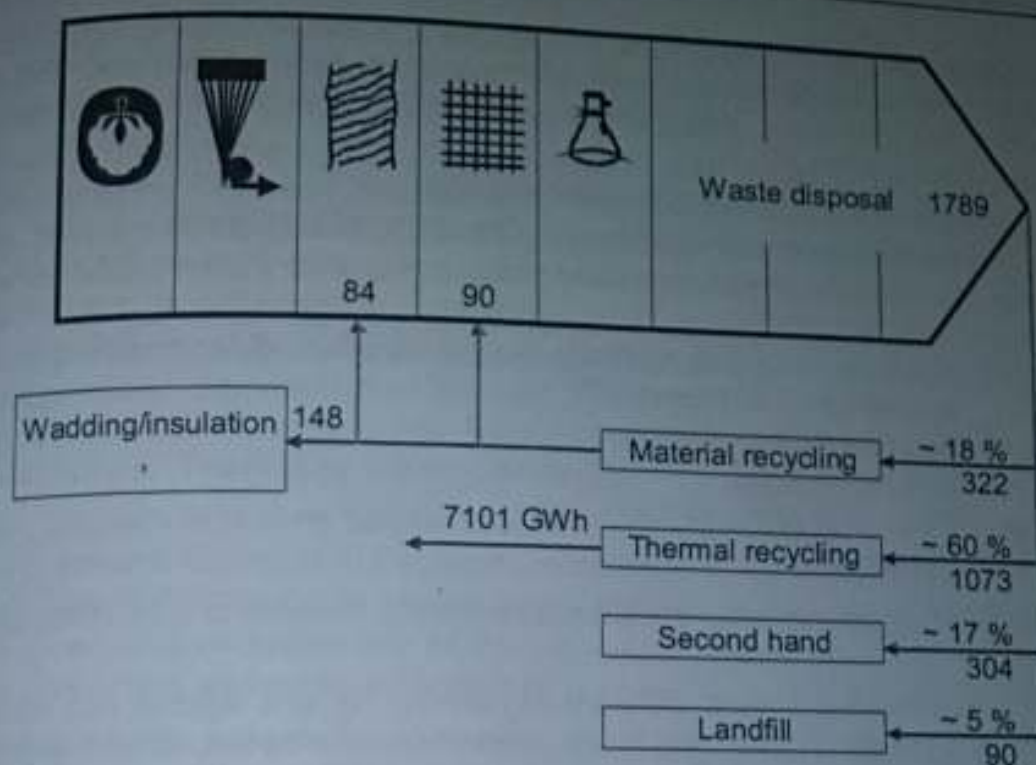 Waste disposal 1789
84 90
Wadding/insulation 148
Material recycling ~ 18 %
322
7101 GWh
Thermal recycling ~ 60 %
1073
Second hand ~ 17 %
304
Landfill ~ 5 %
90